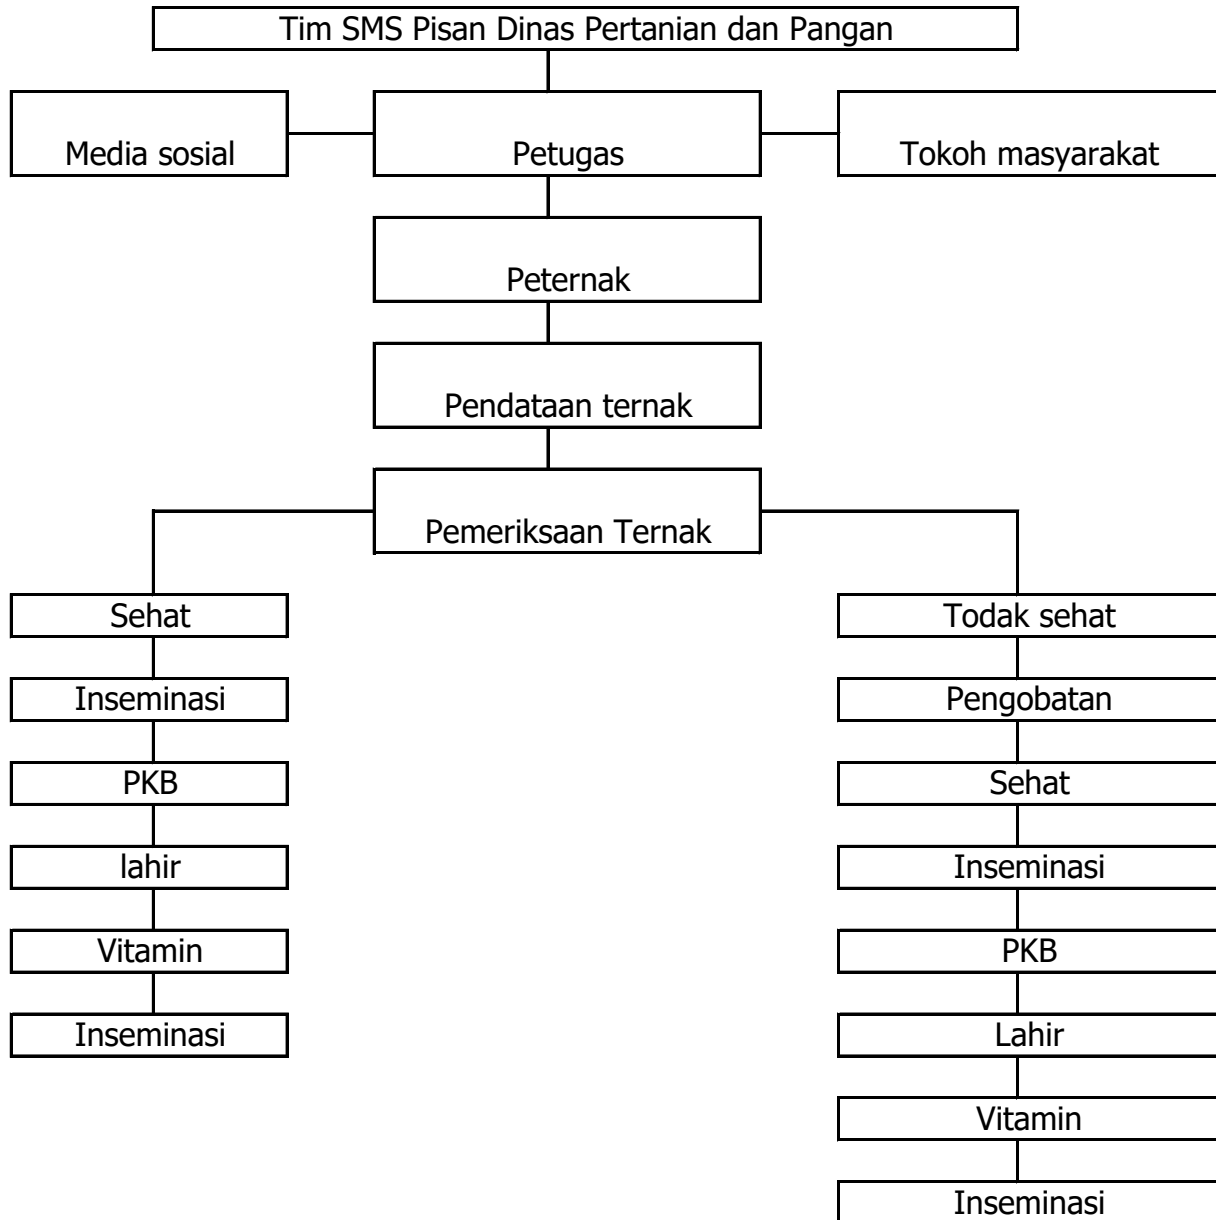 Tim SMS Pisan Dinas Pertanian dan Pangan
Media sosial
Petugas
Tokoh masyarakat
Peternak
Pendataan ternak
Pemeriksaan Ternak
Sehat
Inseminasi
PKB
lahir
Vitamin
Inseminasi
Todak sehat
Pengobatan
Sehat
Inseminasi
PKB
Lahir
Vitamin
Inseminasi